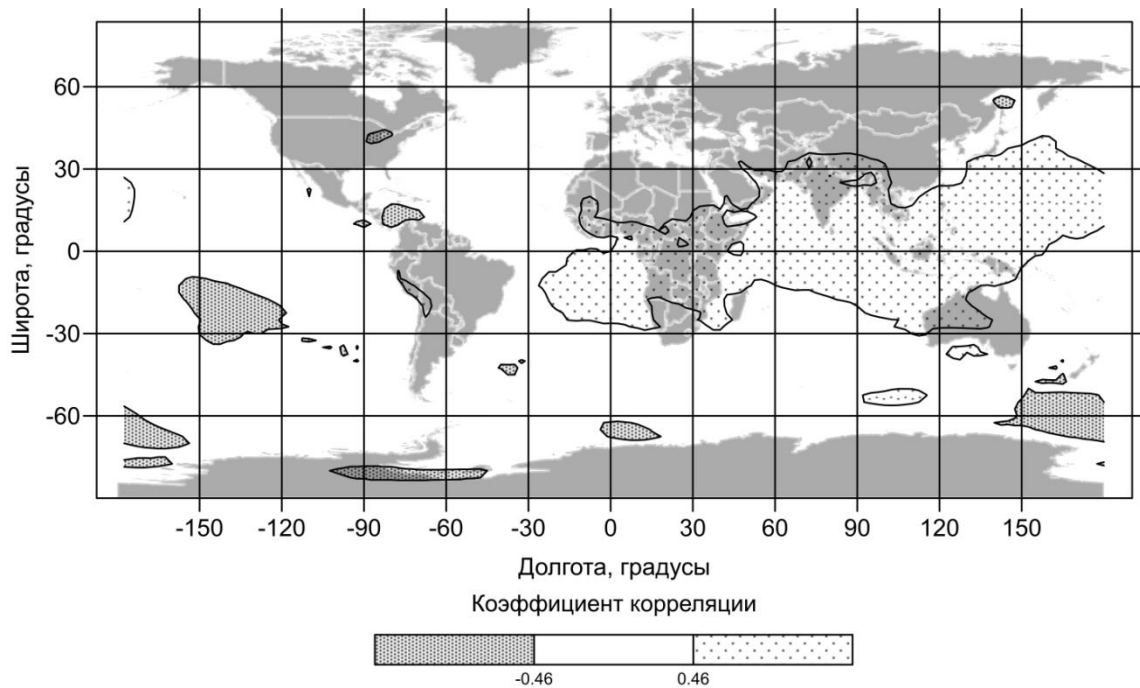 60
30
0
-30
-60
Широта, градусы
-150 -120 -90 -60 -30 0 30 60 90 120 150
Долгота, градусы
Коэффициент корреляции
-0.46 0.46